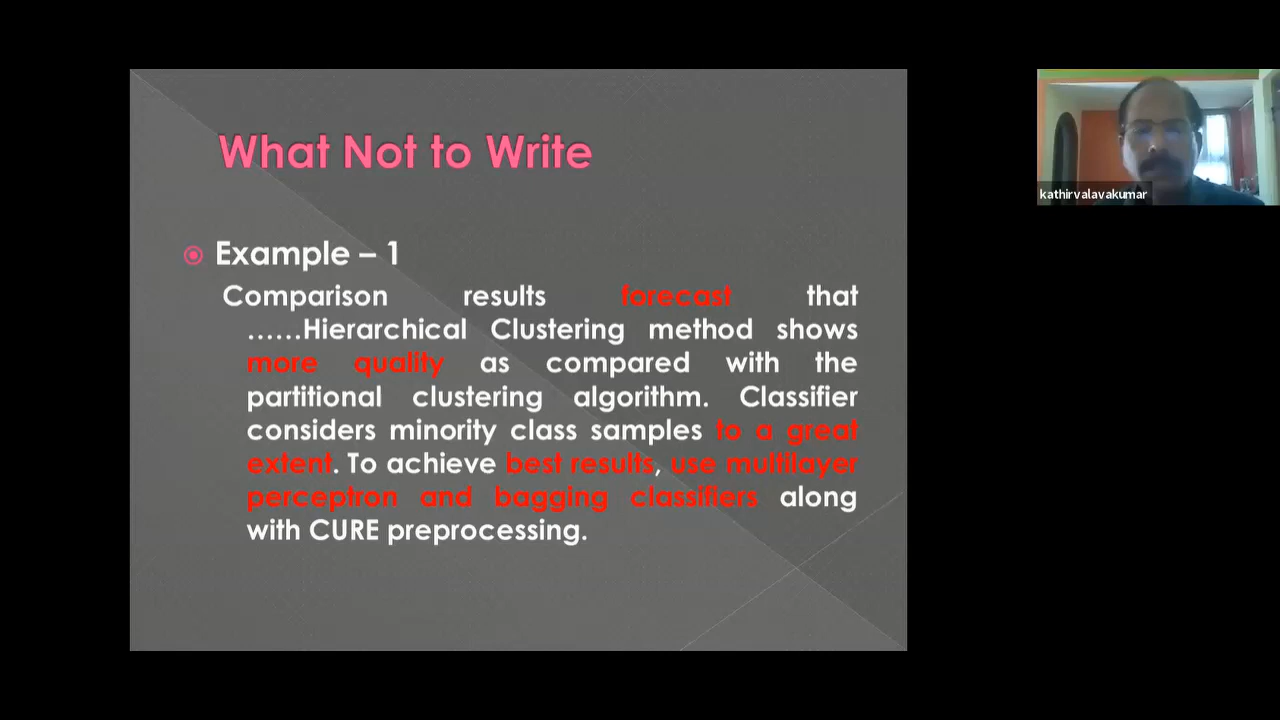 What Not to Write
Example – 1
Comparison results forecast that
......Hierarchical Clustering method shows
more quality as compared with the
partitional clustering algorithm. Classifier
considers minority class samples to a great
extent. To achieve best results, use multilayer
perceptron and bagging classifiers along
with CURE preprocessing.
kathirvalavakumar